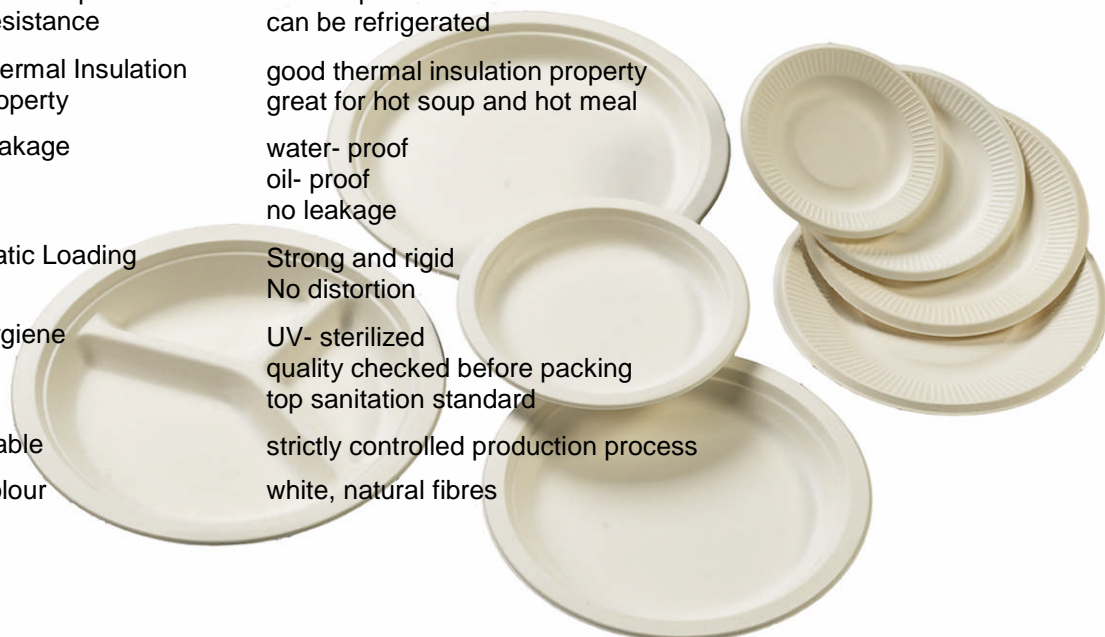 esistance can be refrigerated
ermal Insulation good thermal insulation property
operty great for hot soup and hot meal
akage water- proof
oil- proof
no leakage
atic Loading Strong and rigid
No distortion
giene UV- sterilized
quality checked before packing
top sanitation standard
able strictly controlled production process
olour white, natural fibres